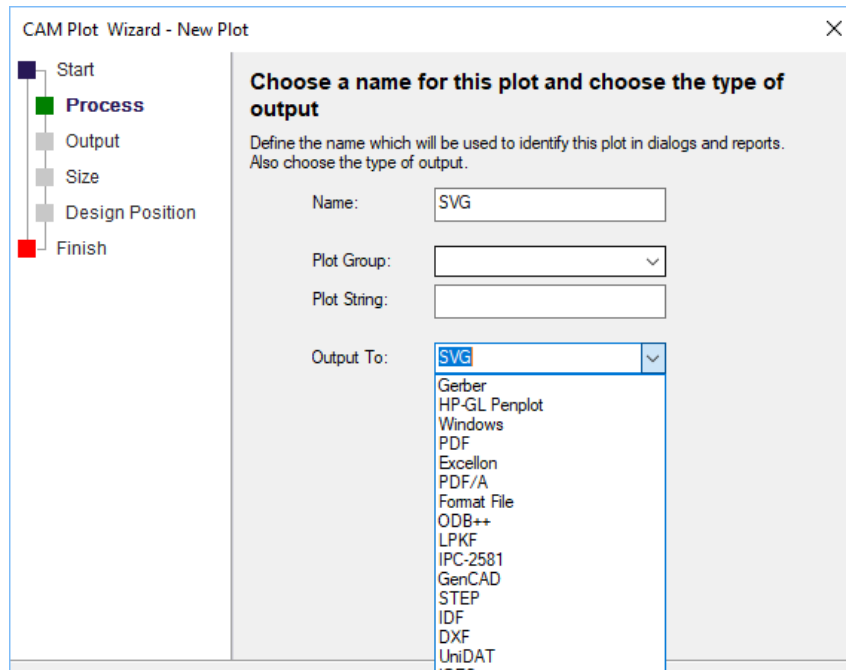 CAM Plot Wizard - New Plot
Start
Process
Output
Size
Design Position
Finish
Choose a name for this plot and choose the type of
output
Define the name which will be used to identify this plot in dialogs and reports.
Also choose the type of output.
Name: SVG
Plot Group:
Plot String:
Output To: SVG
Gerber
HP-GL Penplot
Windows
PDF
Excellon
PDF/A
Format File
ODB++
LPKF
IPC-2581
GenCAD
STEP
IDF
DXF
UniDAT